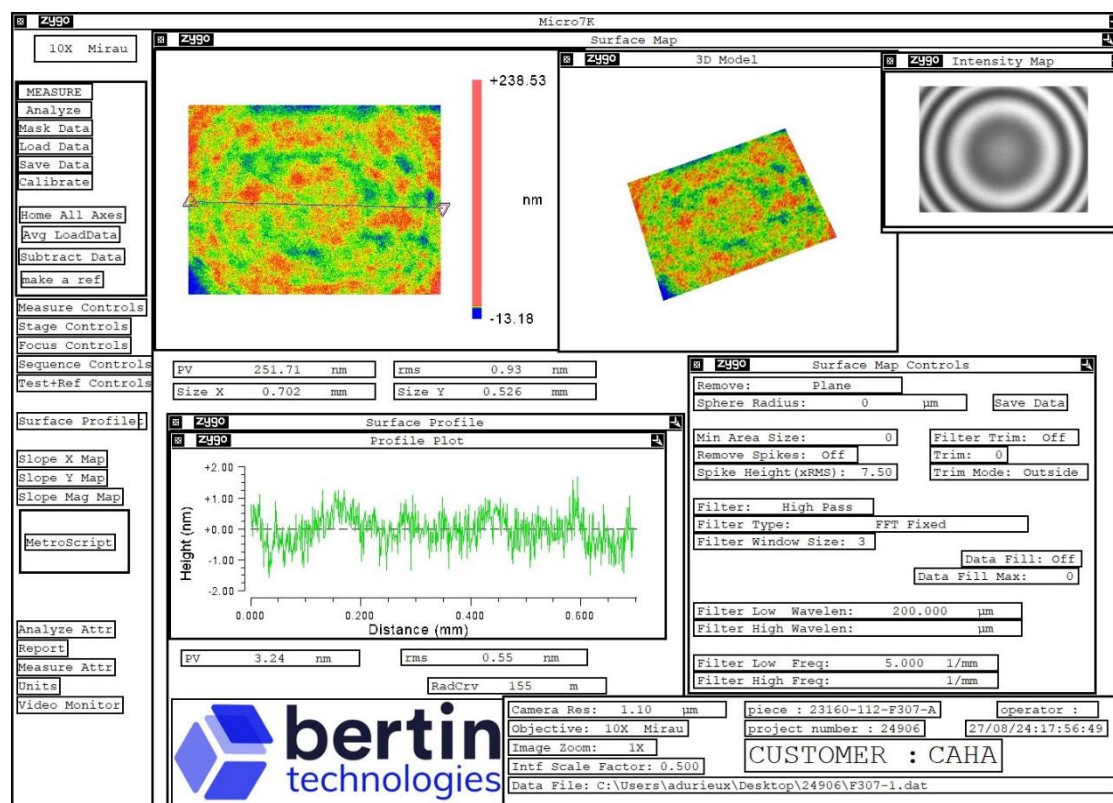 zygo Micro7K
10X Mirau
zygo Surface Map
MEASURE
Analyze
Mask Data
Load Data
Save Data
Calibrate
Home All Axes
Avg LoadData
Subtract Data
make a ref
Measure Controls
Stage Controls
Focus Controls
Sequence Controls
Test+Ref Controls
Surface Profile
Slope X Map
Slope Y Map
Slope Mag Map
MetroScript
Analyze Attr
Report
Measure Attr
Units
Video Monitor
+238.53
nm
-13.18
zygo 3D Model
zygo Intensity Map
PV 251.71 nm
rms 0.93 nm
Size X 0.702 mm
Size Y 0.526 mm
zygo Surface Profile
zygo Profile Plot
Height (nm)
+2.00
+1.00
+0.00
-1.00
-2.00
0.000 0.200 0.400 0.600
Distance (mm)
PV 3.24 nm
rms 0.55 nm
RadCrv 155 m
zygo Surface Map Controls
Remove: Plane
Sphere Radius: 0 µm
Save Data
Min Area Size: 0
Filter Trim: Off
Remove Spikes: Off
Trim: 0
Spike Height(xRMS): 7.50
Trim Mode: Outside
Filter: High Pass
Filter Type: FFT Fixed
Filter Window Size: 3
Data Fill: Off
Data Fill Max: 0
Filter Low Wavelen: 200.000 µm
Filter High Wavelen: µm
Filter Low Freq: 5.000 1/mm
Filter High Freq: 1/mm
bertin
technologies
Camera Res: 1.10 µm
Objective: 10X Mirau
Image Zoom: 1X
Intf Scale Factor: 0.500
piece : 23160-112-F307-A
operator :
project number : 24906
27/08/24:17:56:49
CUSTOMER : CAHA
Data File: C:\Users\adurieux\Desktop\24906\F307-1.dat